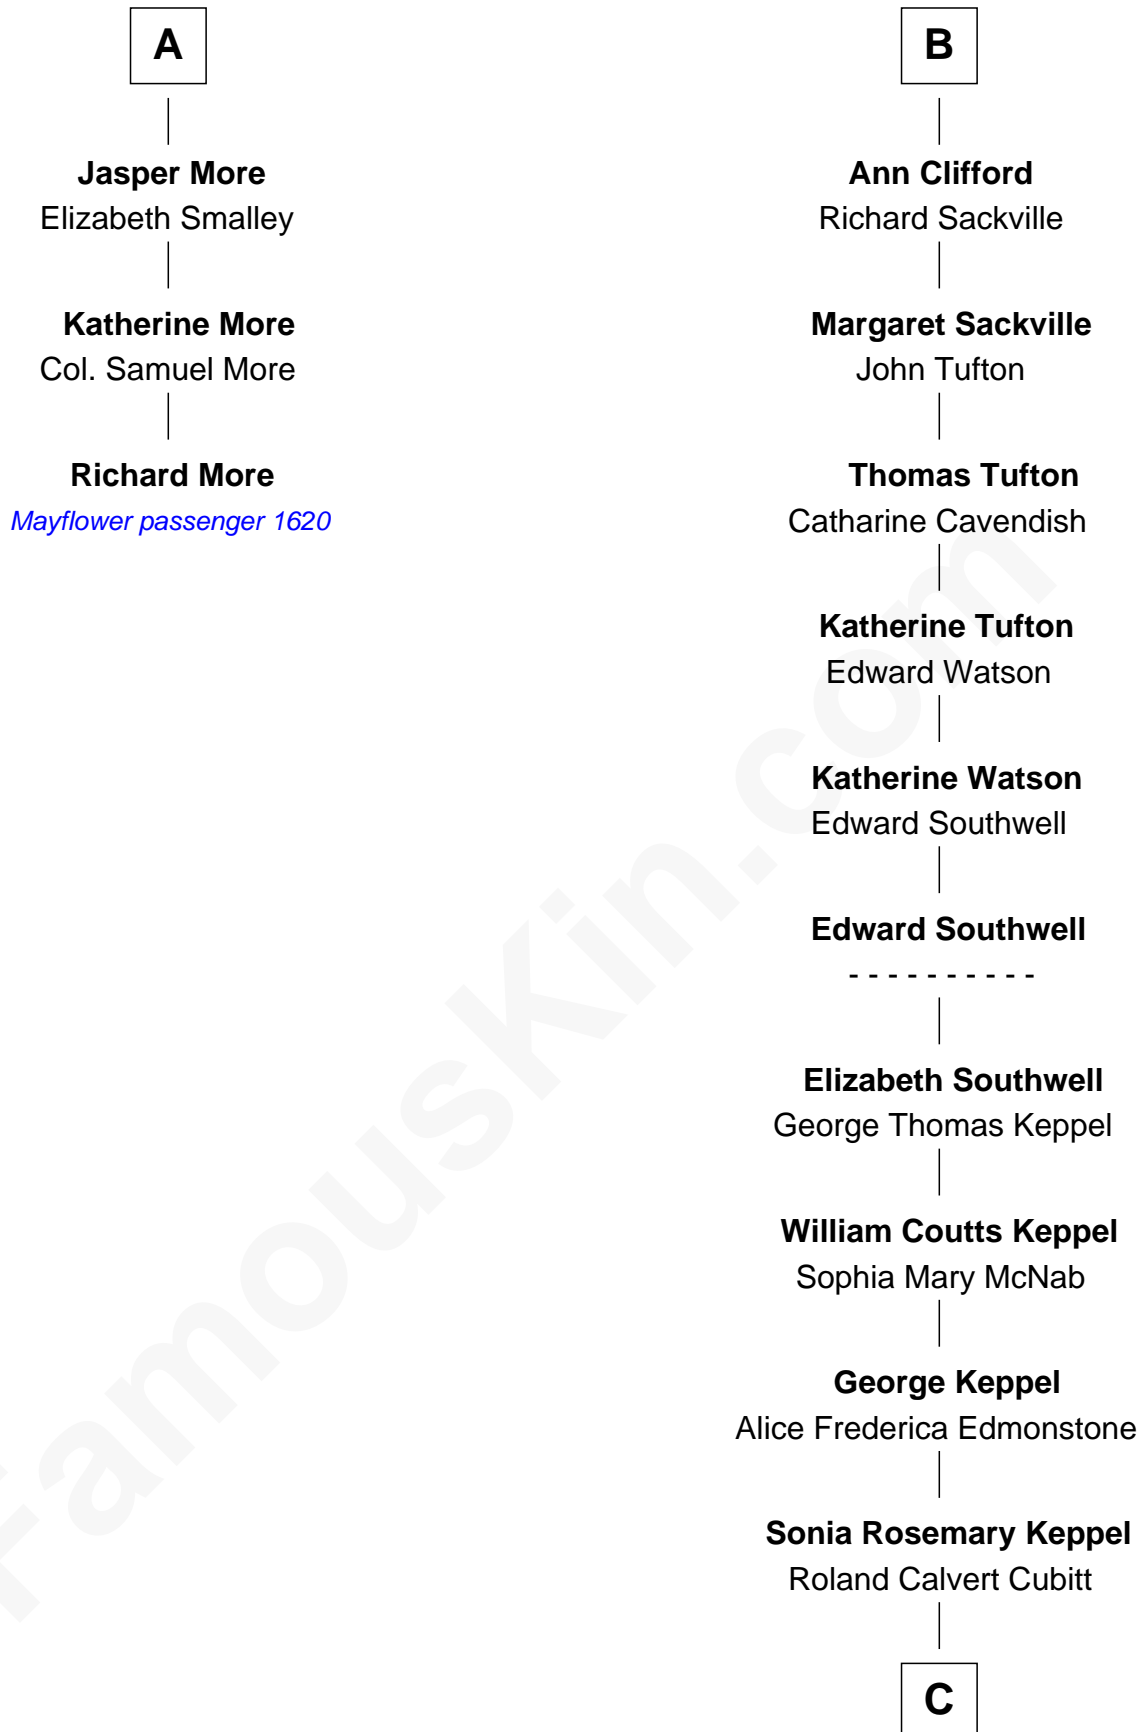 A
Jasper More
Elizabeth Smalley
Katherine More
Col. Samuel More
Richard More
Mayflower passenger 1620
B
Ann Clifford
Richard Sackville
Margaret Sackville
John Tufton
Thomas Tufton
Catharine Cavendish
Katherine Tufton
Edward Watson
Katherine Watson
Edward Southwell
Edward Southwell
- - - - - - - - - -
Elizabeth Southwell
George Thomas Keppel
William Coutts Keppel
Sophia Mary McNab
George Keppel
Alice Frederica Edmonstone
Sonia Rosemary Keppel
Roland Calvert Cubitt
C
FamousKin.com